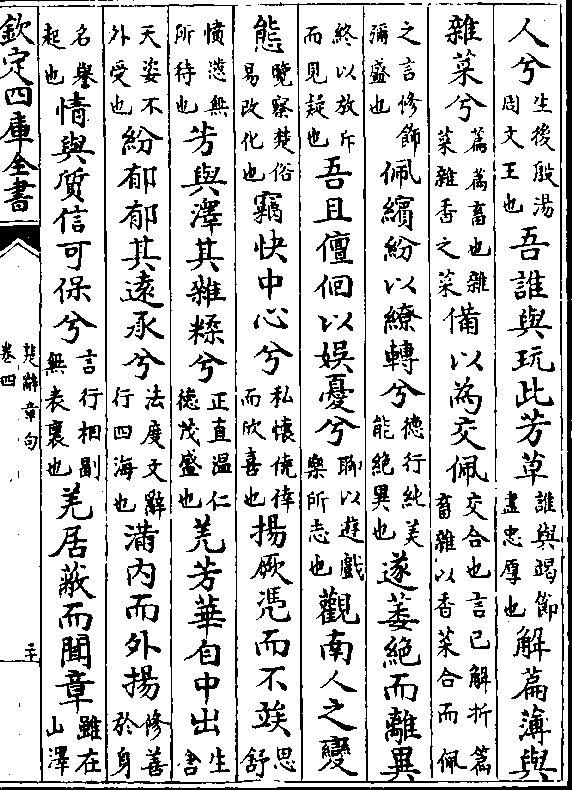 人兮生後殷湯周文王也吾誰與玩此芳草誰與竭節盡忠厚也解萹薄與
雜菜兮萹萹畜也雜菜雜香之菜備以為交佩交合也言已解折萹畜雜以香菜合而佩
之言修飾彌盛也佩繽紛以繚轉兮德行純美能絶異也遂萎絶而離異
終以放斥而見疑也吾且儃佪以娛憂兮聊以遊戲樂所志也觀南人之變
態覽察楚俗易改化也竊快中心兮私懷僥倖而欣喜也揚厥凴而不竢思舒
憤懣無所待也芳與澤其雜糅兮正直温仁德茂盛也羌芳華自中出生含
天姿不外受也紛郁郁其逺承兮法度文辭行四海也滿内而外揚修善於身
名譽起也情與質信可保兮言行相副無表裏也羌居蔽而聞章雖在山澤
欽定四庫全書
楚辭章句
卷四